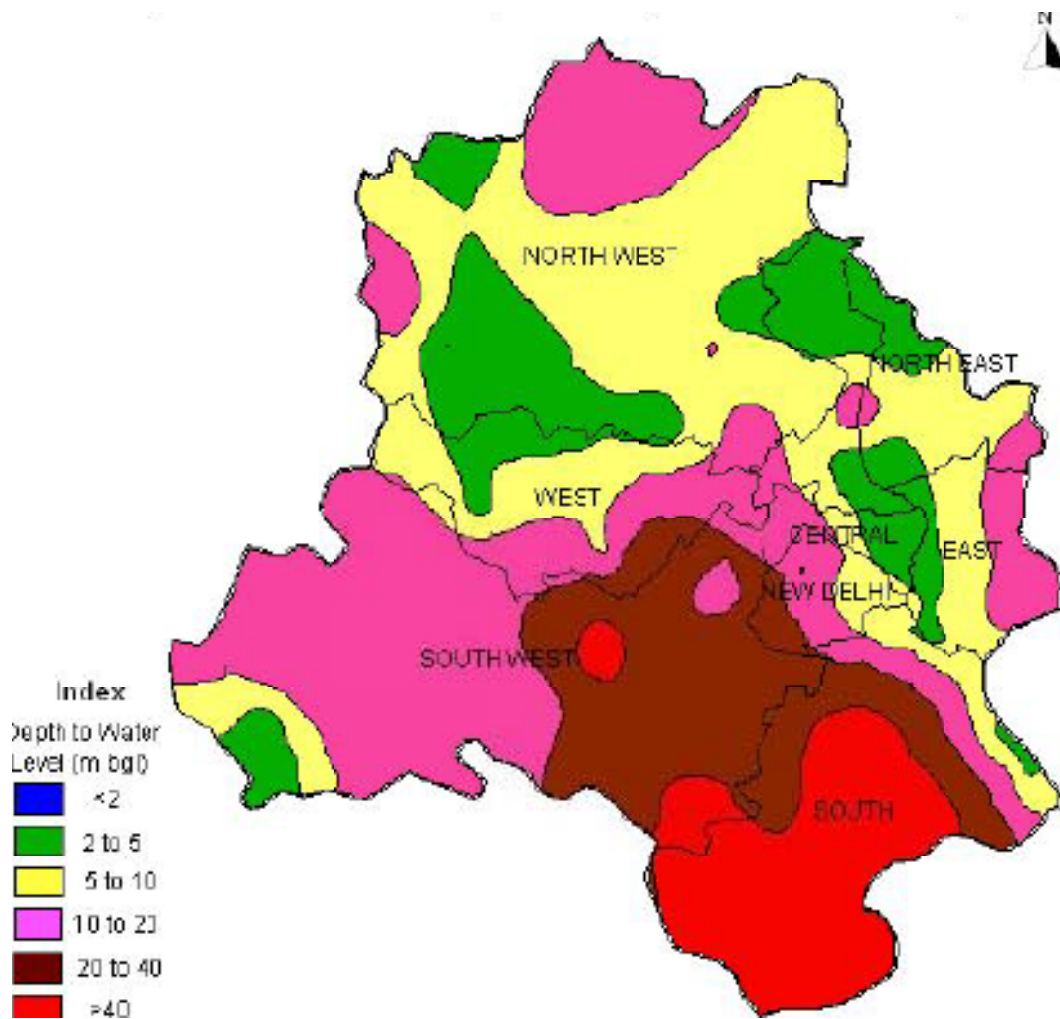 N
NORTH WEST
NORTH EAST
WEST
CENTRAL
EAST
NEW DELHI
SOUTH WEST
SOUTH
Index
Depth to Water
Level (m bgl)
<2
2 to 5
5 to 10
10 to 20
20 to 40
>40